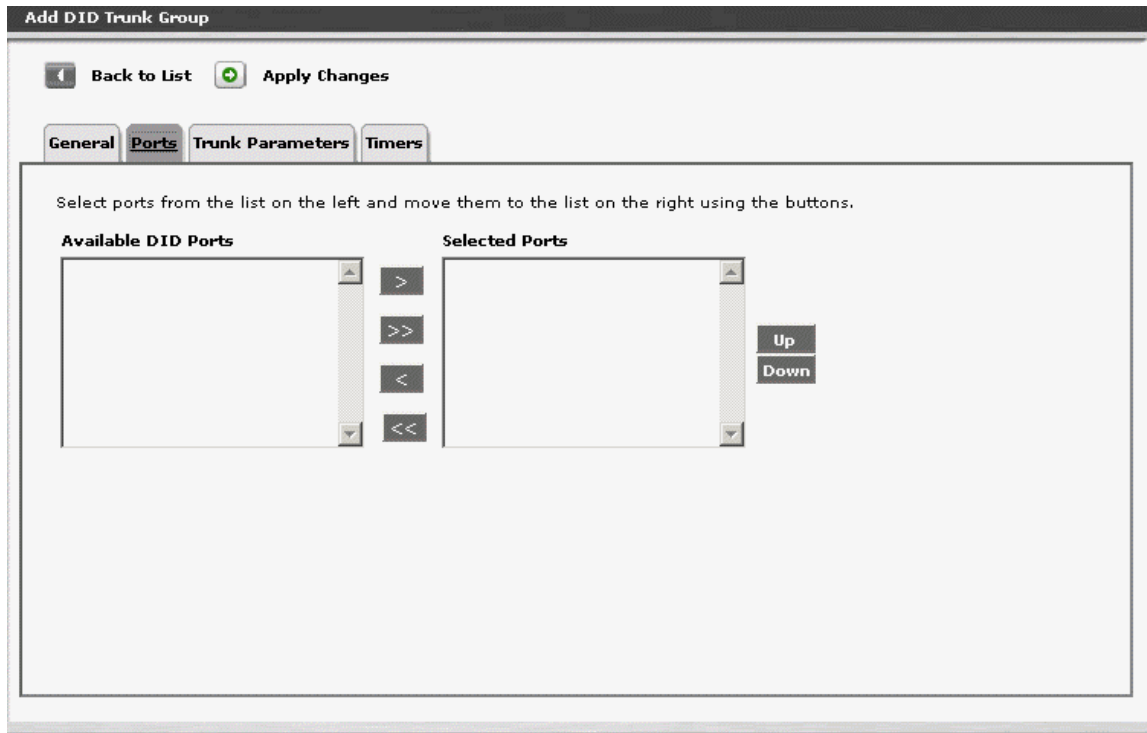 Add DID Trunk Group
Back to List Apply Changes
General Ports Trunk Parameters Timers
Select ports from the list on the left and move them to the list on the right using the buttons.
Available DID Ports Selected Ports
>
>>
Up
Down
<
<<